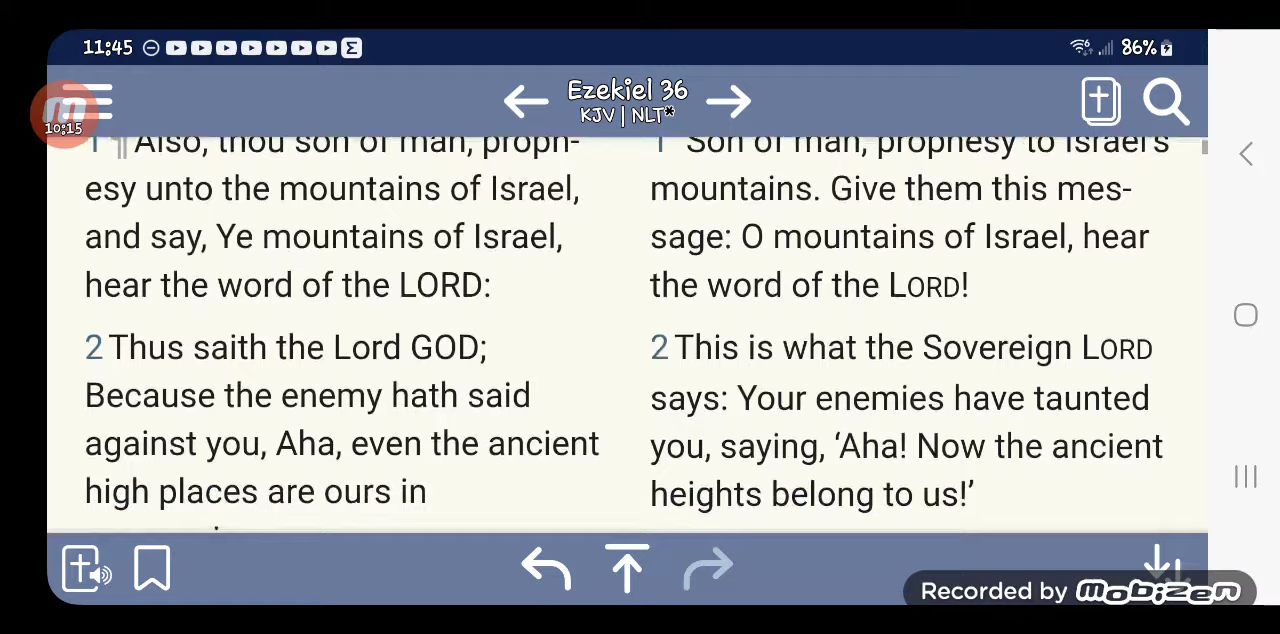 11:45
86%
Ezekiel 36
KJV | NLT*
10:15
1 ¶ Also, thou son of man, proph-
esy unto the mountains of Israel,
and say, Ye mountains of Israel,
hear the word of the LORD:
2 Thus saith the Lord GOD;
Because the enemy hath said
against you, Aha, even the ancient
high places are ours in
1 Son of man, prophesy to Israel's
mountains. Give them this mes-
sage: O mountains of Israel, hear
the word of the LORD!
2 This is what the Sovereign LORD
says: Your enemies have taunted
you, saying, ‘Aha! Now the ancient
heights belong to us!’
Recorded by mobizen